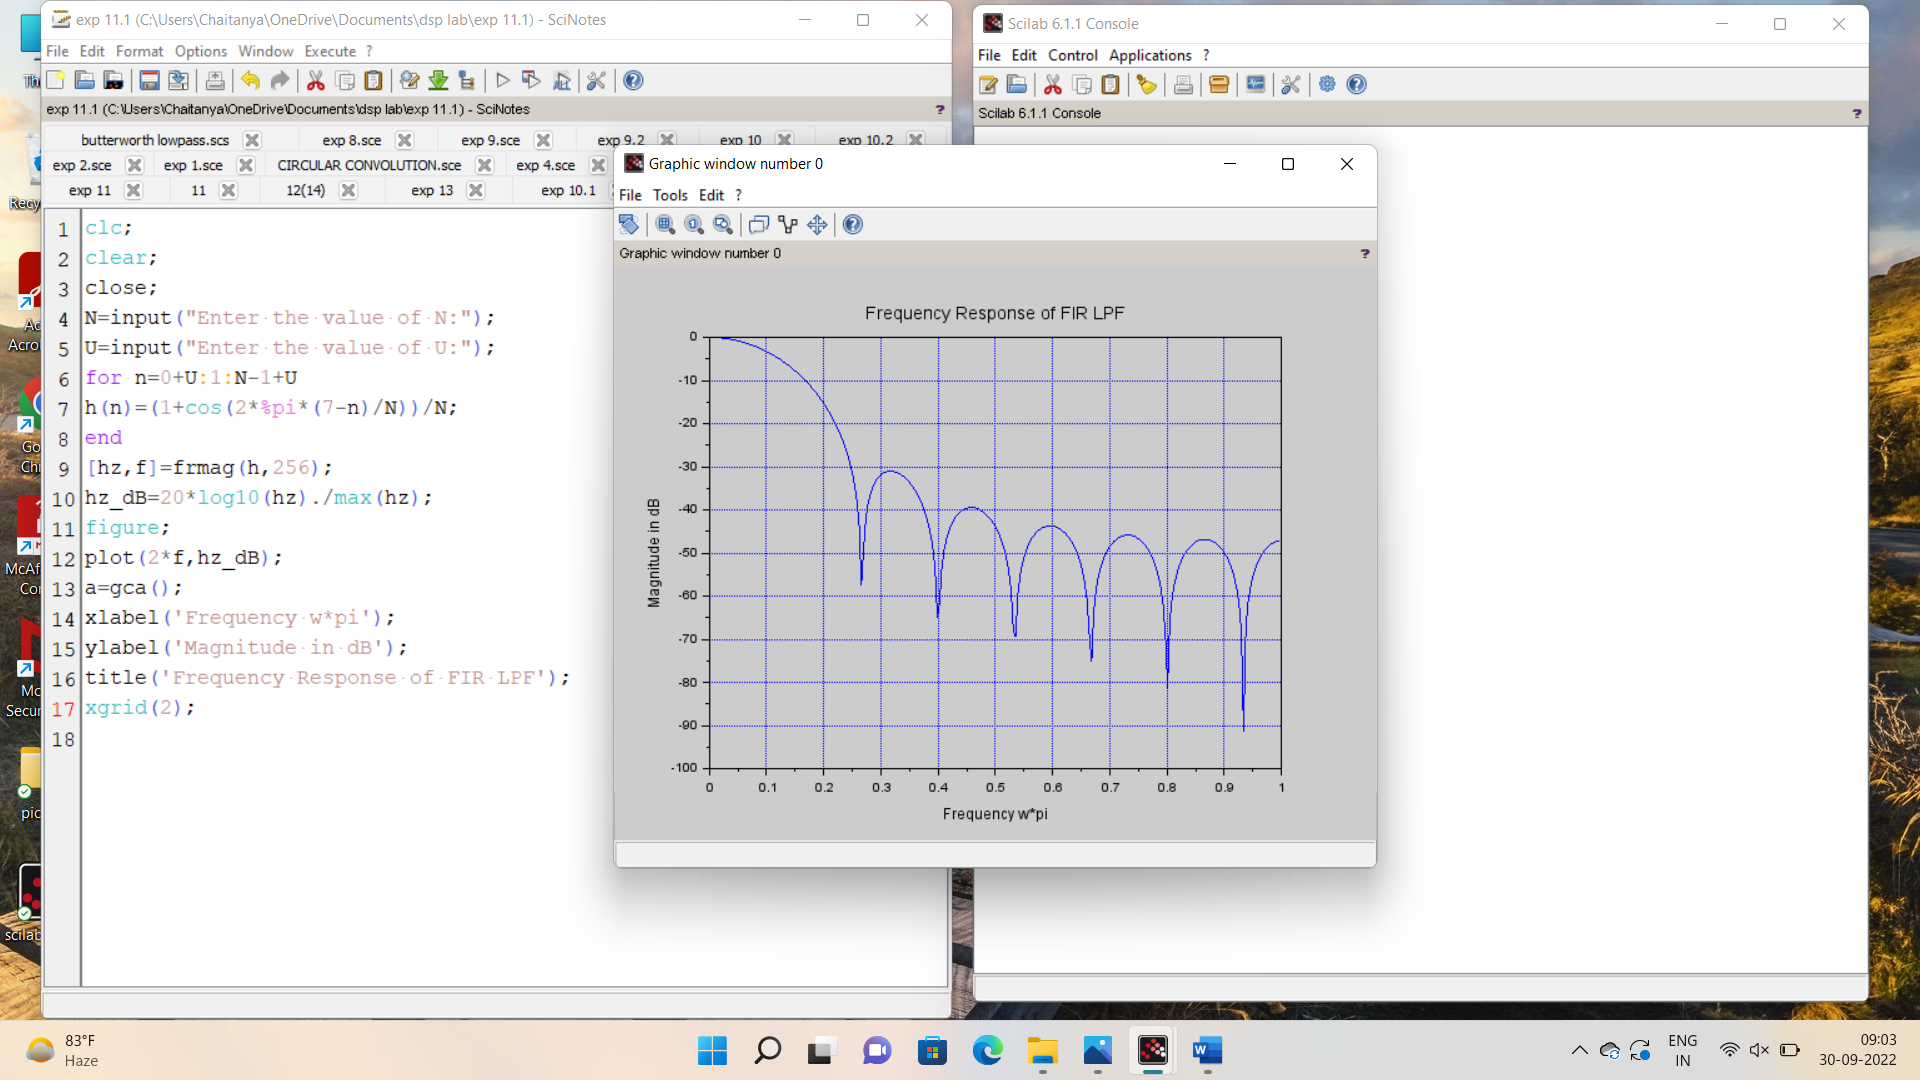 exp 11.1 (C:\Users\Chaitanya\OneDrive\Documents\dsp lab\exp 11.1) - SciNotes
File Edit Format Options Window Execute ?
exp 11.1 (C:\Users\Chaitanya\OneDrive\Documents\dsp lab\exp 11.1) - SciNotes ?
butterworth lowpass.scs exp 8.sce exp 9.sce exp 9.2 exp 10 exp 10.2
exp 2.sce exp 1.sce CIRCULAR CONVOLUTION.sce exp 4.sce
exp 11 11 12(14) exp 13 exp 10.1
1 clc;
2 clear;
3 close;
4 N=input("Enter the value of N:");
5 U=input("Enter the value of U:");
6 for n=0+U:1:N-1+U
7 h(n)=(1+cos(2*%pi*(7-n)/N))/N;
8 end
9 [hz,f]=frmag(h,256);
10 hz_dB=20*log10(hz)./max(hz);
11 figure;
12 plot(2*f,hz_dB);
13 a=gca();
14 xlabel('Frequency w*pi');
15 ylabel('Magnitude in dB');
16 title('Frequency Response of FIR LPF');
17 xgrid(2);
18
Scilab 6.1.1 Console
File Edit Control Applications ?
Scilab 6.1.1 Console ?
Graphic window number 0
File Tools Edit ?
Graphic window number 0 ?
Frequency Response of FIR LPF
Magnitude in dB
0
-10
-20
-30
-40
-50
-60
-70
-80
-90
-100
0 0.1 0.2 0.3 0.4 0.5 0.6 0.7 0.8 0.9 1
Frequency w*pi
Th
Recy
Ad
Acro
Go
Chr
McAf
Co
Mc
Secur
pic
scilab
83°F
Haze
ENG
IN
09:03
30-09-2022